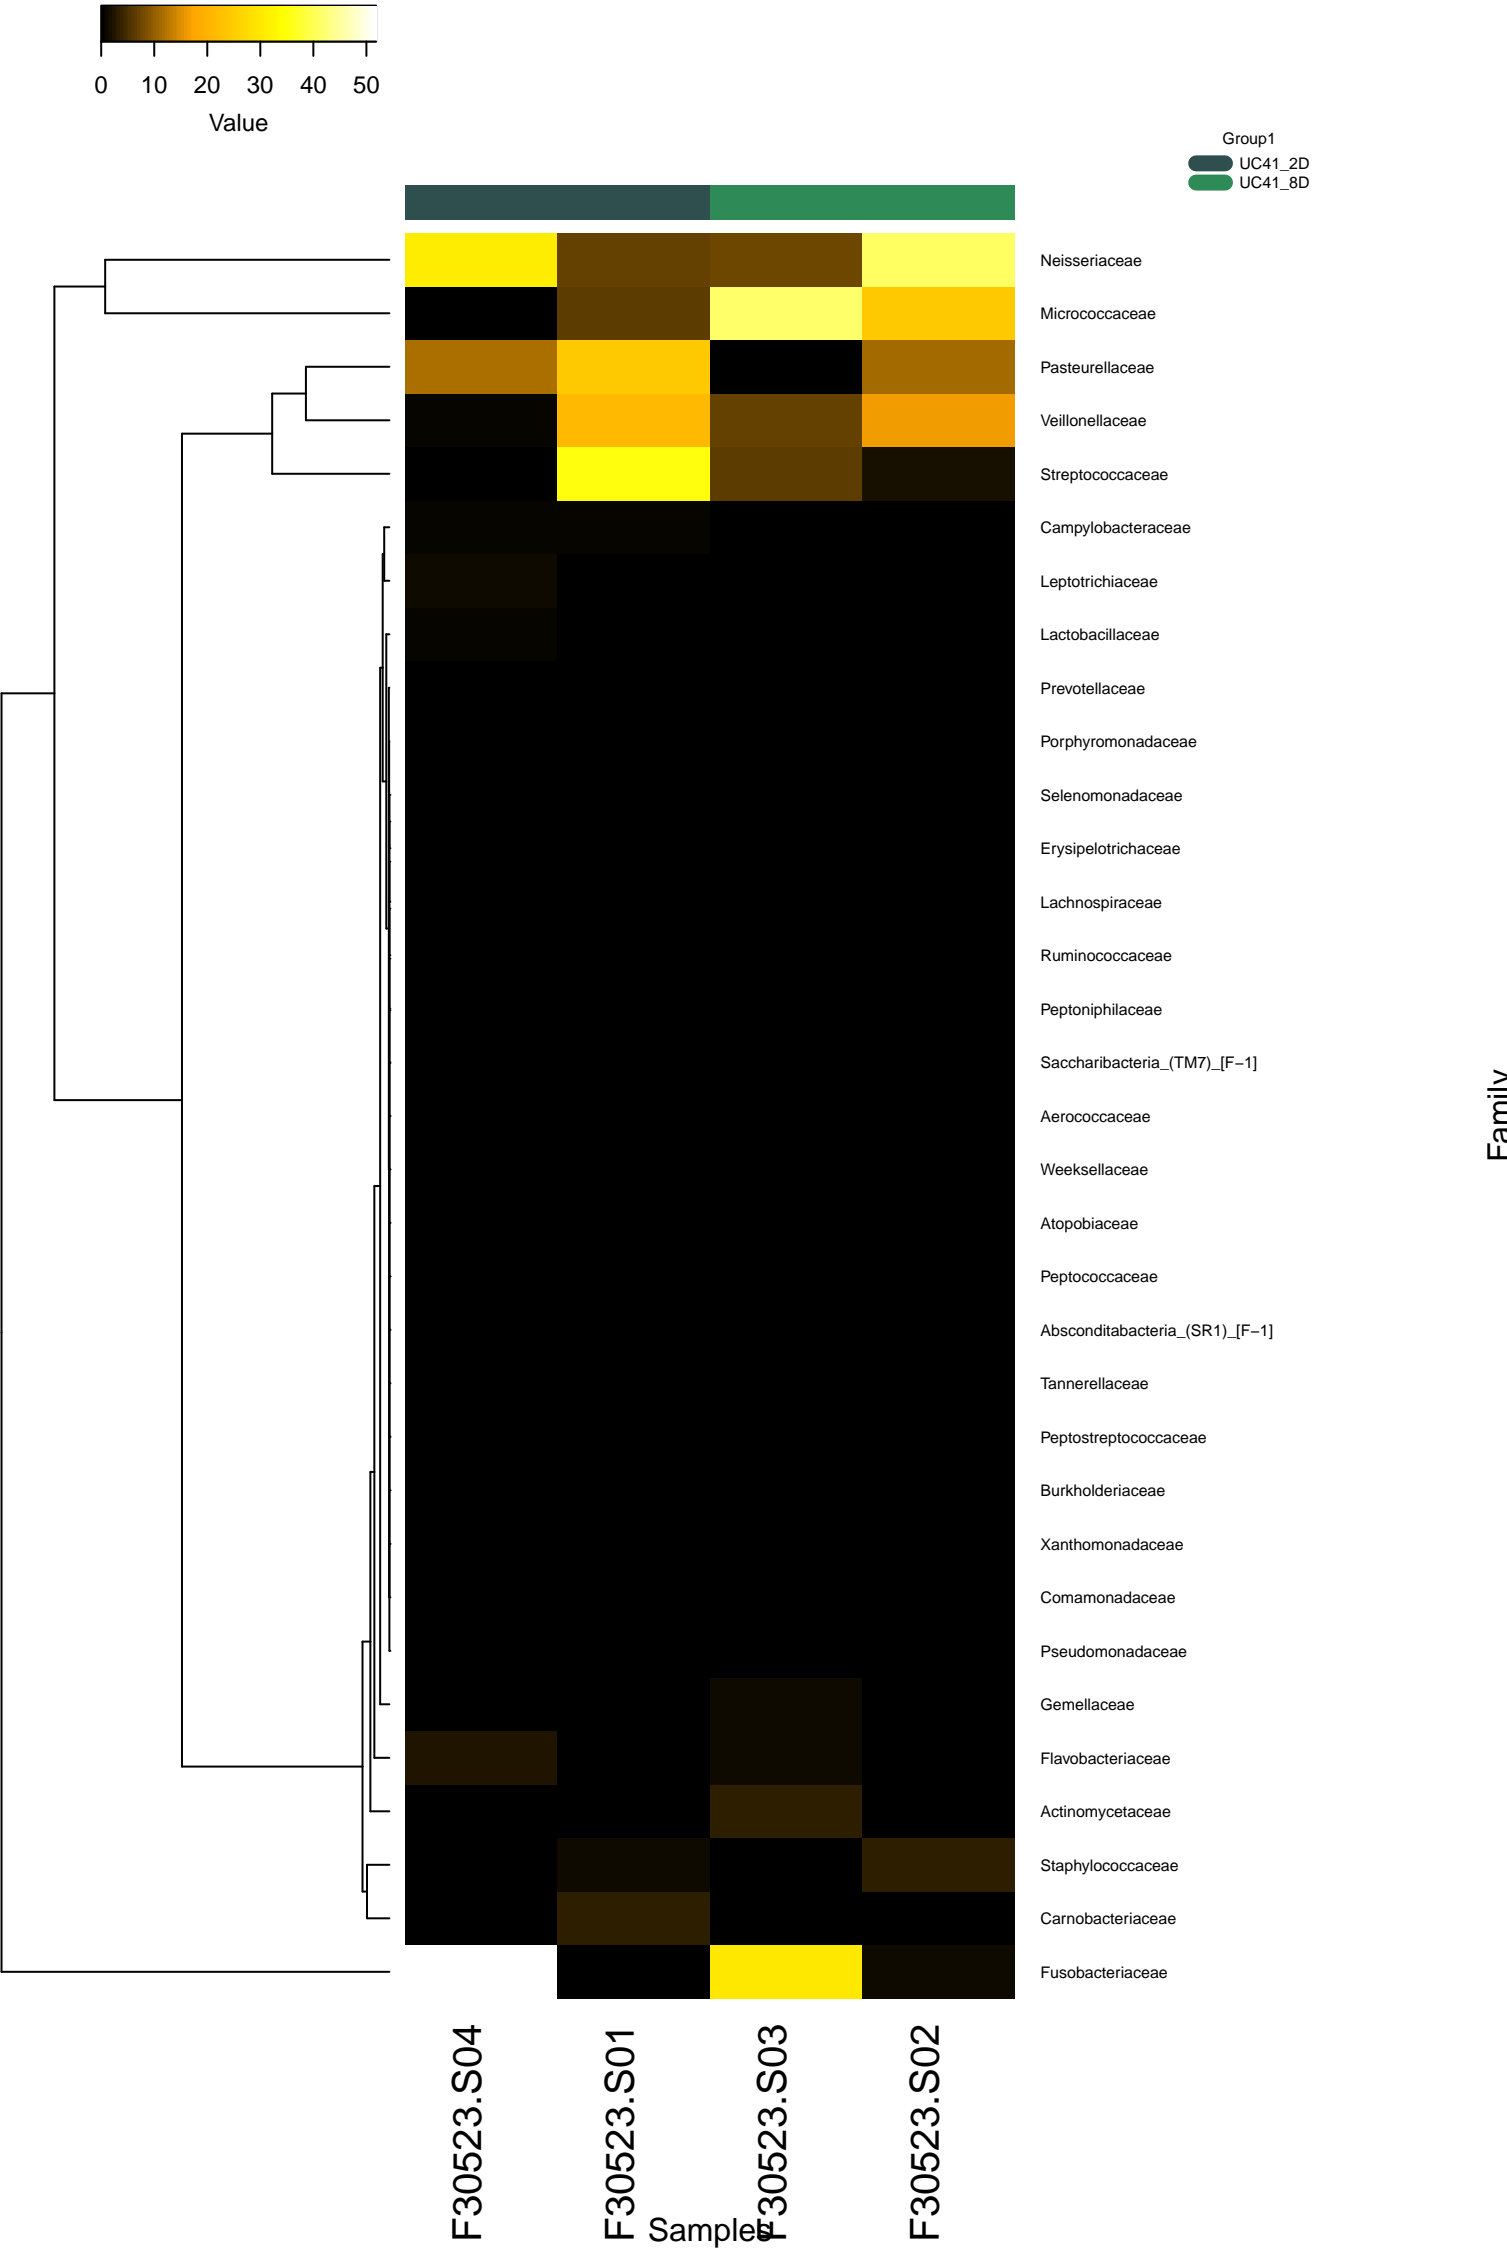 0 10 20 30 40 50
Value
Group1
UC41_2D
UC41_8D
Neisseriaceae
Micrococcaceae
Pasteurellaceae
Veillonellaceae
Streptococcaceae
Campylobacteraceae
Leptotrichiaceae
Lactobacillaceae
Prevotellaceae
Porphyromonadaceae
Selenomonadaceae
Erysipelotrichaceae
Lachnospiraceae
Ruminococcaceae
Peptoniphilaceae
Saccharibacteria_(TM7)_[F−1]
Aerococcaceae
Weeksellaceae
Atopobiaceae
Peptococcaceae
Absconditabacteria_(SR1)_[F−1]
Tannerellaceae
Peptostreptococcaceae
Burkholderiaceae
Xanthomonadaceae
Comamonadaceae
Pseudomonadaceae
Gemellaceae
Flavobacteriaceae
Actinomycetaceae
Staphylococcaceae
Carnobacteriaceae
Fusobacteriaceae
Family
F30523.S04
F30523.S01
F30523.S03
F30523.S02
Samples